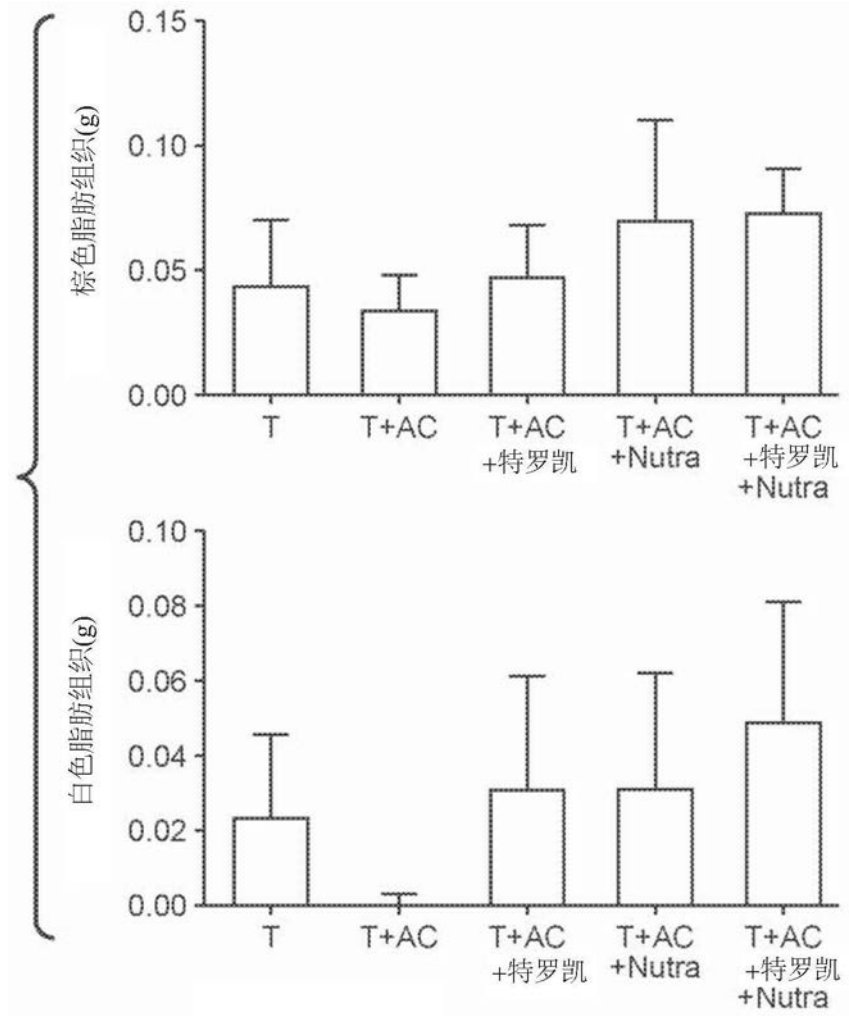 棕色脂肪组织(g)
0.15
0.10
0.05
0.00
T
T+AC
T+AC
+特罗凯
T+AC
+Nutra
T+AC
+特罗凯
+Nutra
白色脂肪组织(g)
0.10
0.08
0.06
0.04
0.02
0.00
T
T+AC
T+AC
+特罗凯
T+AC
+Nutra
T+AC
+特罗凯
+Nutra